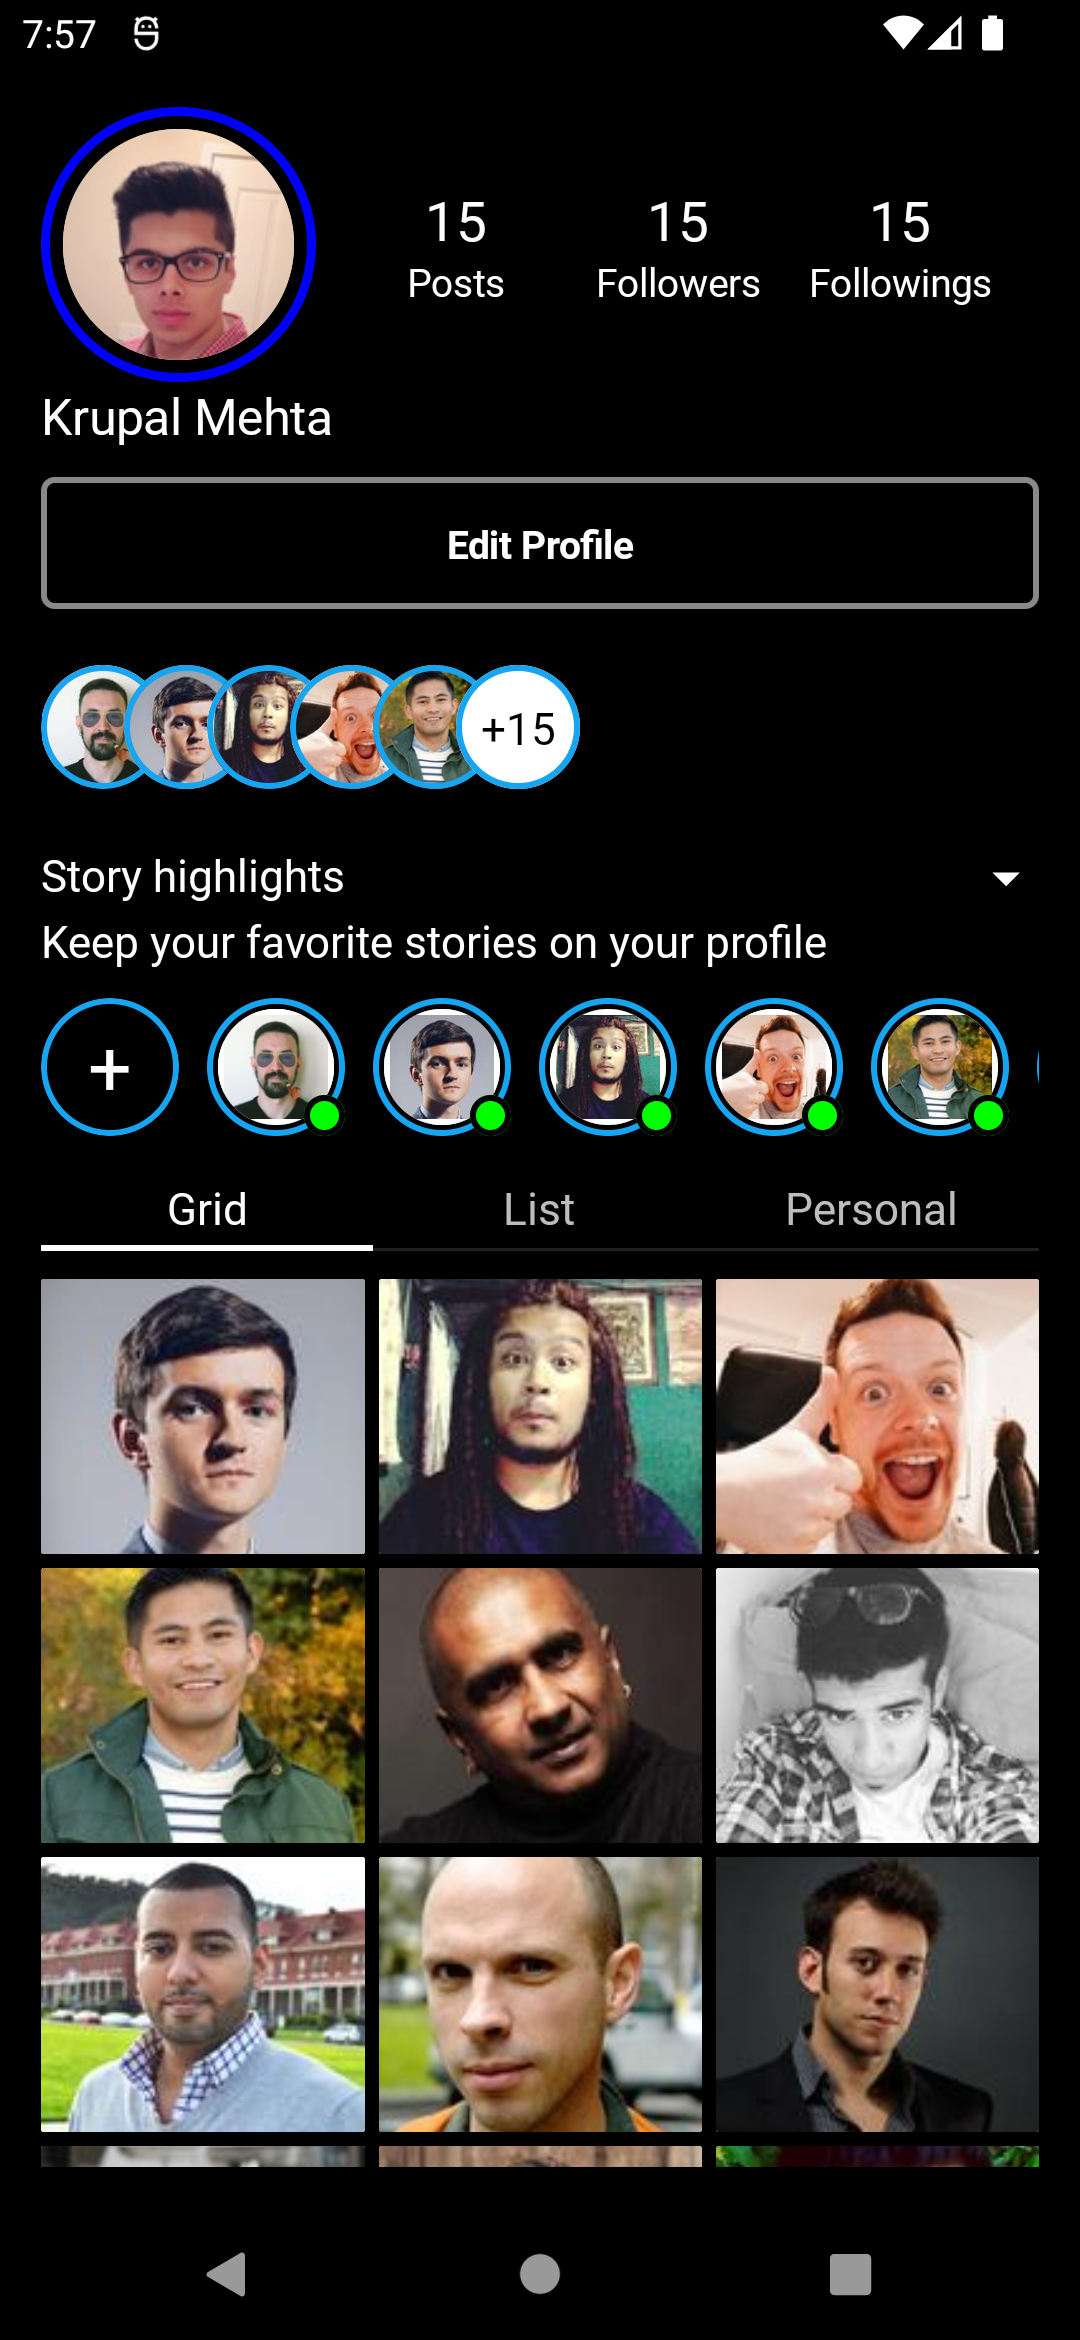 7:57
15 15 15
Posts Followers Followings
Krupal Mehta
Edit Profile
+15
Story highlights
Keep your favorite stories on your profile
+
Grid List Personal